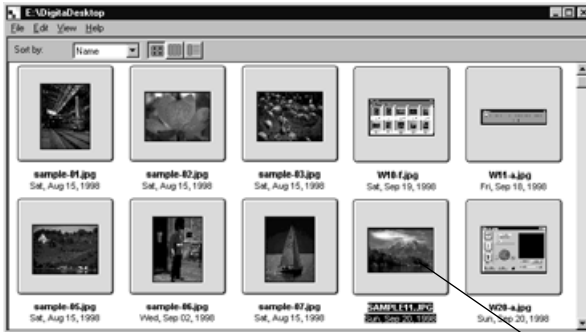 E:\DigitaDesktop
File Edit View Help
Sort by: Name
sample-01.jpg sample-02.jpg sample-03.jpg W10-f.jpg W11-a.jpg
Sat, Aug 15, 1998 Sat, Aug 15, 1998 Sat, Aug 15, 1998 Sat, Sep 19, 1998 Fri, Sep 18, 1998
sample-05.jpg sample-06.jpg sample-07.jpg SAMPLE11.JPG W20-a.jpg
Sat, Aug 15, 1998 Wed, Sep 02, 1998 Sat, Aug 15, 1998 Sun, Sep 20, 1998 Sun, Sep 20, 1998